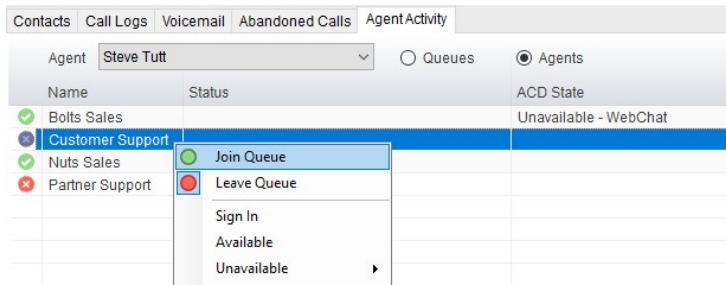 Contacts Call Logs Voicemail Abandoned Calls Agent Activity
Agent Steve Tutt Queues Agents
Name Status ACD State
Bolts Sales Unavailable - WebChat
Customer Support
Nuts Sales Join Queue
Partner Support Leave Queue
Sign In
Available
Unavailable